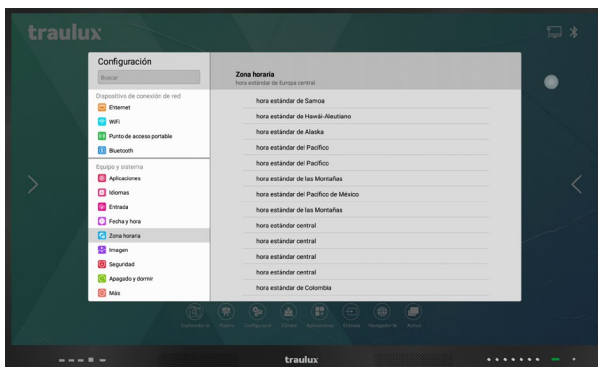 traulux
Configuración
Buscar
Dispositivo de conexión de red
Ethernet
WiFi
Punto de acceso portable
Bluetooth
Equipo y sistema
Aplicaciones
Idiomas
Entrada
Fecha y hora
Zona horaria
Imagen
Seguridad
Apagado y dormir
Más
Zona horaria
hora estándar de Europa central
hora estándar de Samoa
hora estándar de Hawái-Aleutiano
hora estándar de Alaska
hora estándar del Pacífico
hora estándar del Pacífico
hora estándar de las Montañas
hora estándar del Pacífico de México
hora estándar de las Montañas
hora estándar central
hora estándar central
hora estándar central
hora estándar central
hora estándar de Colombia
Pizarra
Aplicaciones
Entrada
traulux